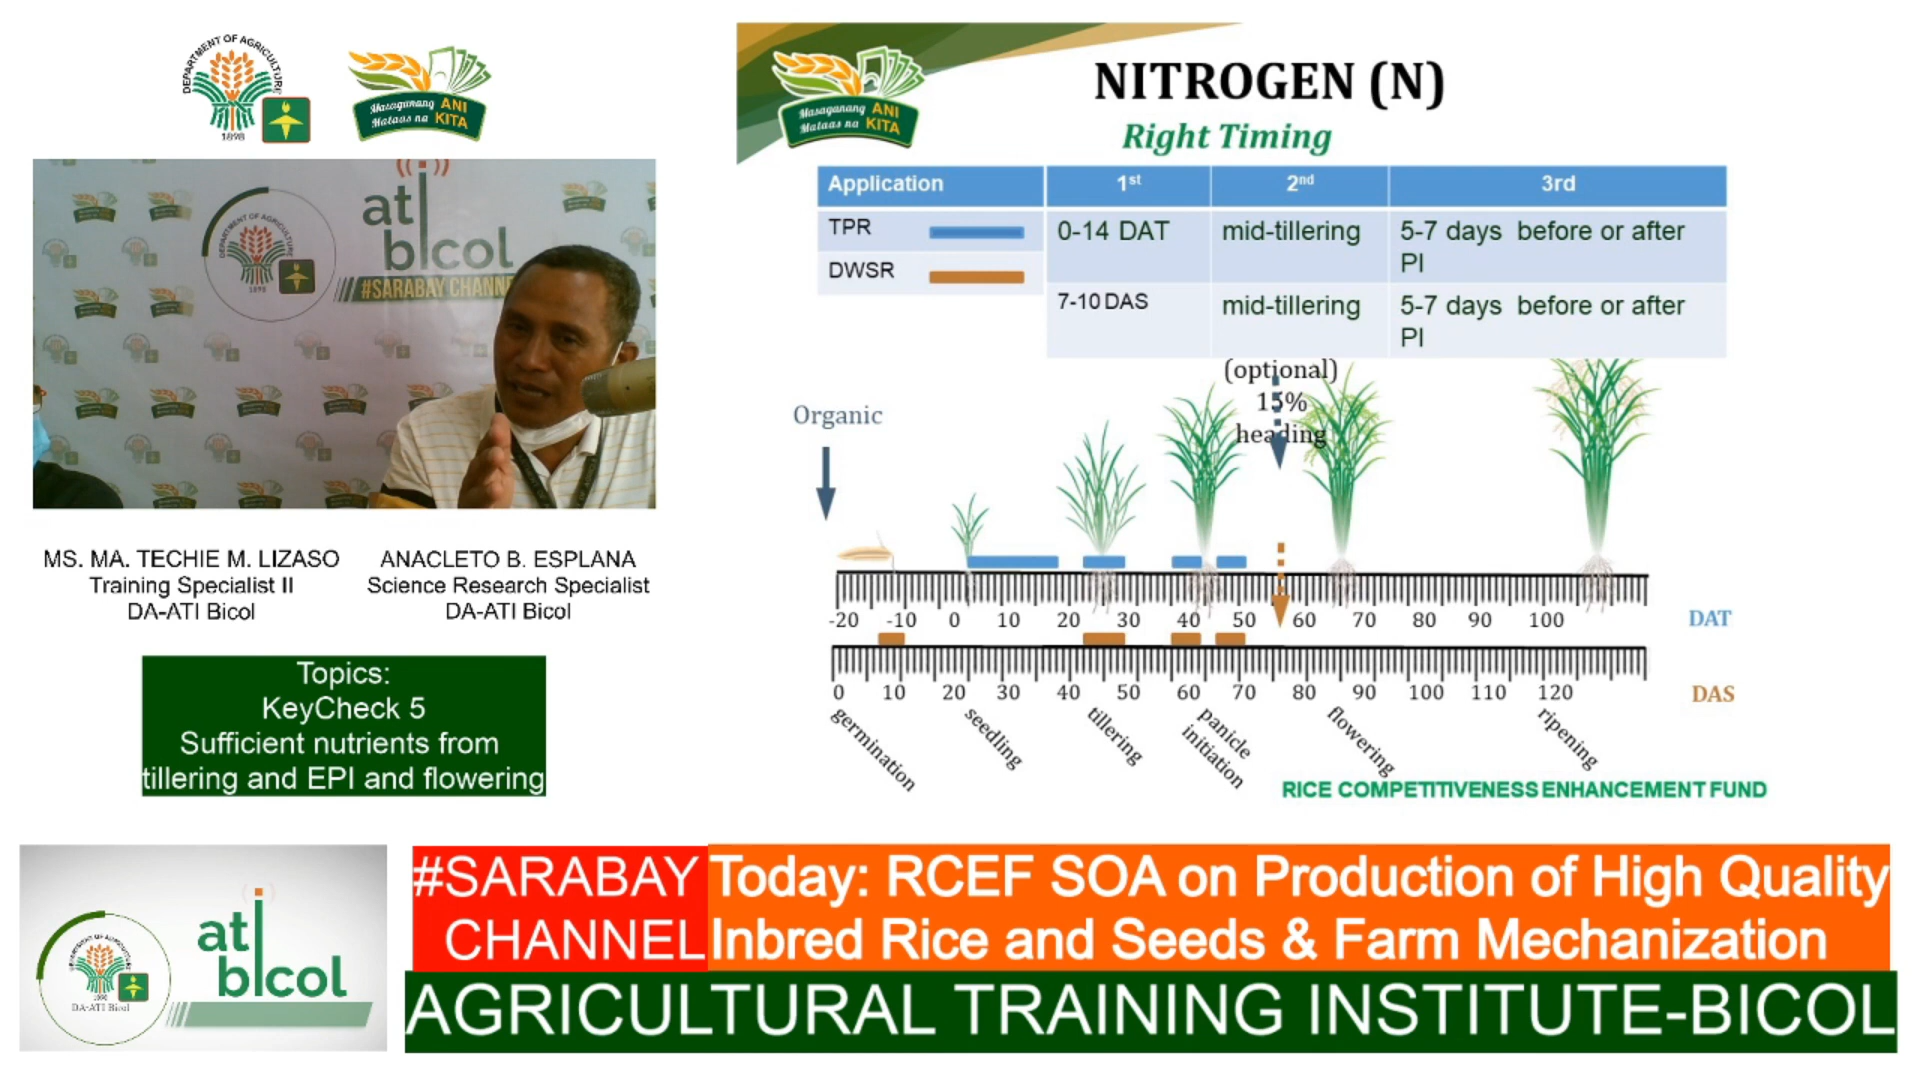 DEPARTMENT OF AGRICULTURE
1898
Masaganang ANI
Mataas na KITA
ati
bicol
#SARABAY CHANN
DEPARTMENT OF AGRICULTURE
1898
MS. MA. TECHIE M. LIZASO
Training Specialist II
DA-ATI Bicol
ANACLETO B. ESPLANA
Science Research Specialist
DA-ATI Bicol
Topics:
KeyCheck 5
Sufficient nutrients from
tillering and EPI and flowering
Masaganang ANI
Mataas na KITA
NITROGEN (N)
Right Timing
Application 1st 2nd 3rd
TPR 0-14 DAT mid-tillering 5-7 days before or after
PI
DWSR
7-10 DAS mid-tillering 5-7 days before or after
PI
(optional)
15%
heading
Organic
-20 -10 0 10 20 30 40 50 60 70 80 90 100 DAT
0 10 20 30 40 50 60 70 80 90 100 110 120 DAS
germination
seedling
tillering
panicle
initiation
flowering
ripening
RICE COMPETITIVENESS ENHANCEMENT FUND
ati
bicol
DA-ATI Bicol
#SARABAY
CHANNEL
Today: RCEF SOA on Production of High Quality
Inbred Rice and Seeds & Farm Mechanization
AGRICULTURAL TRAINING INSTITUTE-BICOL